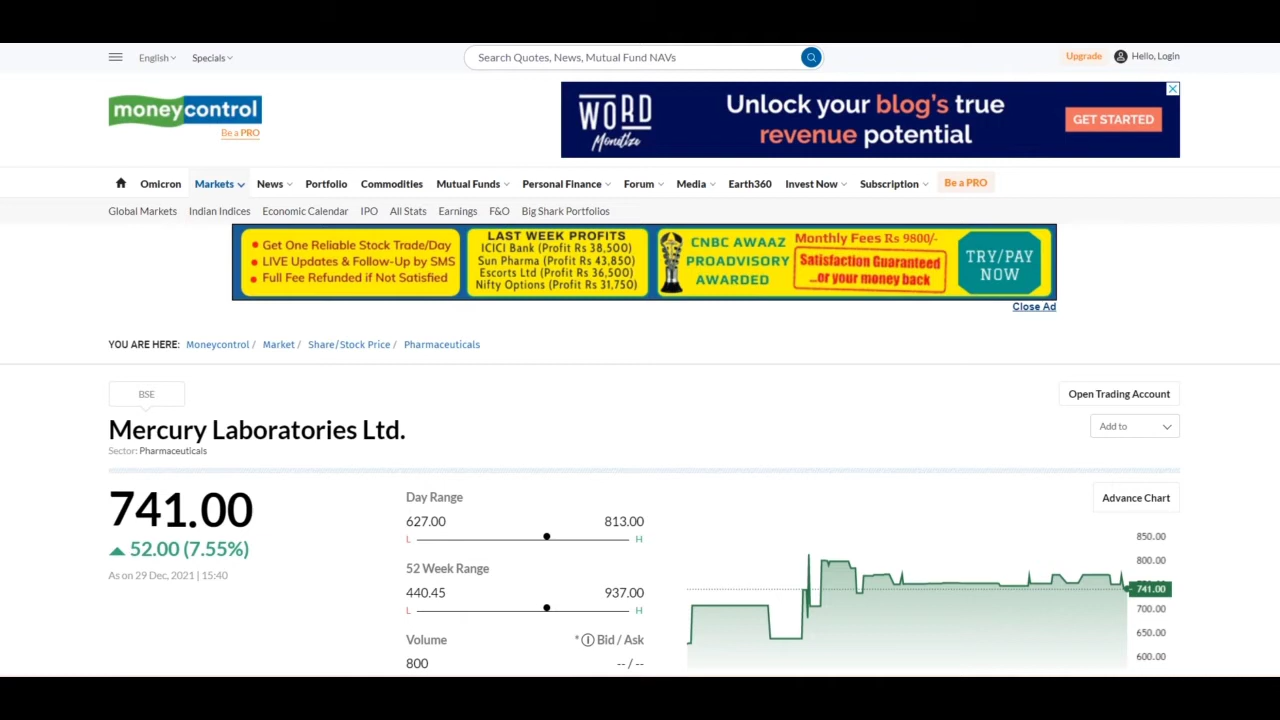 English Specials Search Quotes, News, Mutual Fund NAVs Upgrade Hello, Login
moneycontrol
Be a PRO
WORD
Monetize
Unlock your blog's true
revenue potential
GET STARTED
Omicron Markets News Portfolio Commodities Mutual Funds Personal Finance Forum Media Earth360 Invest Now Subscription Be a PRO
Global Markets Indian Indices Economic Calendar IPO All Stats Earnings F&O Big Shark Portfolios
Get One Reliable Stock Trade/Day
LIVE Updates & Follow-Up by SMS
Full Fee Refunded if Not Satisfied
LAST WEEK PROFITS
ICICI Bank (Profit Rs 38,500)
Sun Pharma (Profit Rs 43,850)
Escorts Ltd (Profit Rs 36,500)
Nifty Options (Profit Rs 31,750)
CNBC AWAAZ
PROADVISORY
AWARDED
Monthly Fees Rs 9800/-
Satisfaction Guaranteed
...or your money back
TRY/PAY
NOW
Close Ad
YOU ARE HERE: Moneycontrol / Market / Share/Stock Price / Pharmaceuticals
BSE
Open Trading Account
Mercury Laboratories Ltd.
Add to
Sector: Pharmaceuticals
741.00
52.00 (7.55%)
As on 29 Dec, 2021 | 15:40
Day Range
627.00 813.00
L H
52 Week Range
440.45 937.00
L H
Volume * Bid / Ask
800 -- / --
Advance Chart
850.00
800.00
741.00
700.00
650.00
600.00